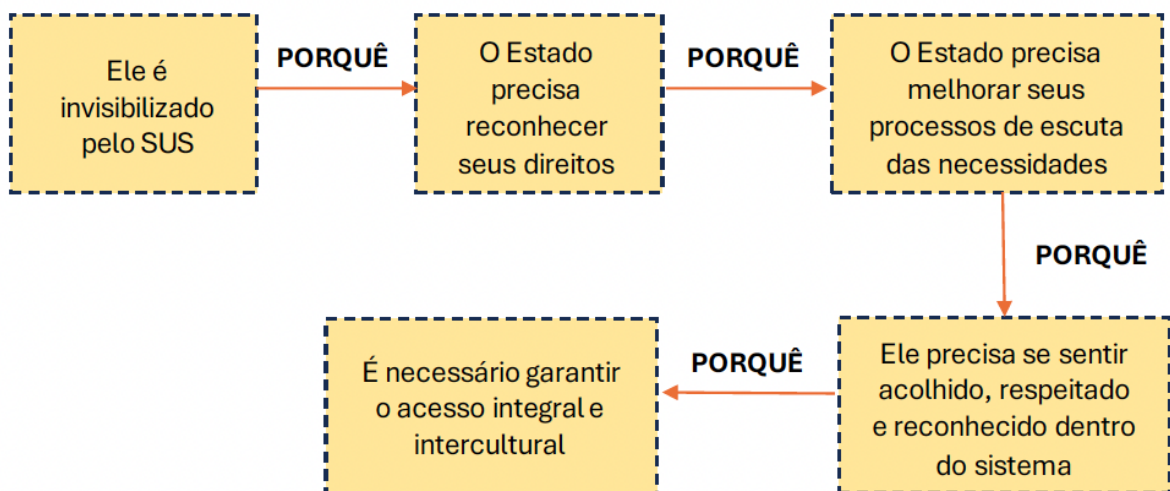 Ele é
invisibilizado
pelo SUS
PORQUÊ
O Estado
precisa
reconhecer
seus direitos
PORQUÊ
O Estado precisa
melhorar seus
processos de escuta
das necessidades
PORQUÊ
Ele precisa se sentir
acolhido, respeitado
e reconhecido dentro
do sistema
PORQUÊ
É necessário garantir
o acesso integral e
intercultural